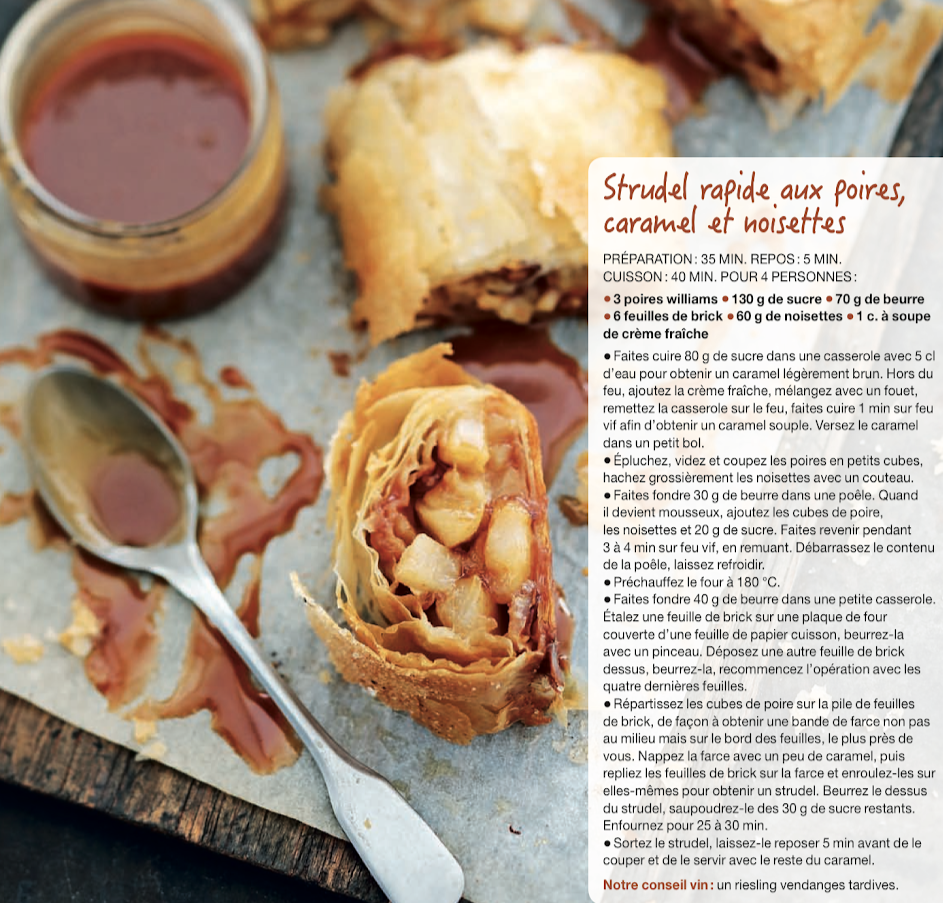 Strudel rapide aux poires,
caramel et noisettes
PRÉPARATION : 35 MIN. REPOS : 5 MIN.
CUISSON : 40 MIN. POUR 4 PERSONNES :
● 3 poires williams ● 130 g de sucre ● 70 g de beurre
● 6 feuilles de brick ● 60 g de noisettes ● 1 c. à soupe
de crème fraîche
● Faites cuire 80 g de sucre dans une casserole avec 5 cl
d'eau pour obtenir un caramel légèrement brun. Hors du
feu, ajoutez la crème fraîche, mélangez avec un fouet,
remettez la casserole sur le feu, faites cuire 1 min sur feu
vif afin d'obtenir un caramel souple. Versez le caramel
dans un petit bol.
● Épluchez, videz et coupez les poires en petits cubes,
hachez grossièrement les noisettes avec un couteau.
● Faites fondre 30 g de beurre dans une poêle. Quand
il devient mousseux, ajoutez les cubes de poire,
les noisettes et 20 g de sucre. Faites revenir pendant
3 à 4 min sur feu vif, en remuant. Débarrassez le contenu
de la poêle, laissez refroidir.
● Préchauffez le four à 180 °C.
● Faites fondre 40 g de beurre dans une petite casserole.
Étalez une feuille de brick sur une plaque de four
couverte d'une feuille de papier cuisson, beurrez-la
avec un pinceau. Déposez une autre feuille de brick
dessus, beurrez-la, recommencez l'opération avec les
quatre dernières feuilles.
● Répartissez les cubes de poire sur la pile de feuilles
de brick, de façon à obtenir une bande de farce non pas
au milieu mais sur le bord des feuilles, le plus près de
vous. Nappez la farce avec un peu de caramel, puis
repliez les feuilles de brick sur la farce et enroulez-les sur
elles-mêmes pour obtenir un strudel. Beurrez le dessus
du strudel, saupoudrez-le des 30 g de sucre restants.
Enfournez pour 25 à 30 min.
● Sortez le strudel, laissez-le reposer 5 min avant de le
couper et de le servir avec le reste du caramel.
Notre conseil vin : un riesling vendanges tardives.